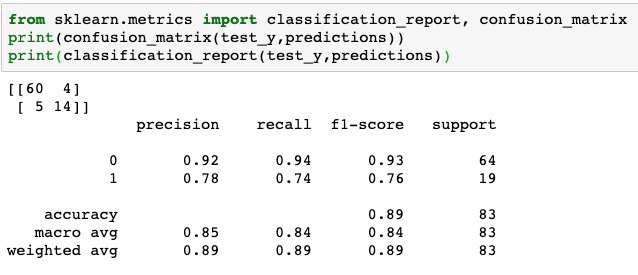 from sklearn.metrics import classification_report, confusion_matrix
print(confusion_matrix(test_y,predictions))
print(classification_report(test_y,predictions))
[[60  4]
 [ 5 14]]
              precision    recall  f1-score   support

           0       0.92      0.94      0.93        64
           1       0.78      0.74      0.76        19

    accuracy                           0.89        83
   macro avg       0.85      0.84      0.84        83
weighted avg       0.89      0.89      0.89        83